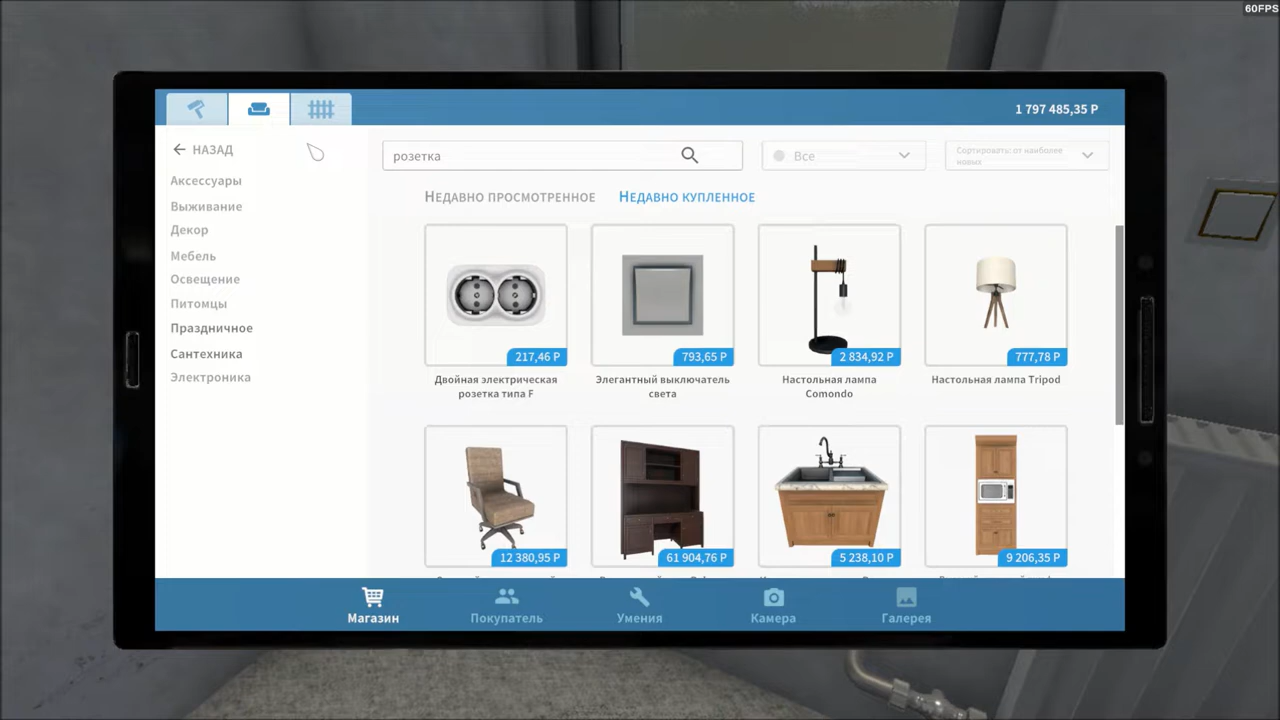 60FPS
1 797 485,35 Р
НАЗАД
розетка
Все
Сортировать: от наиболее
новых
Аксессуары
Выживание
Декор
Мебель
Освещение
Питомцы
Праздничное
Сантехника
Электроника
НЕДАВНО ПРОСМОТРЕННОЕ
НЕДАВНО КУПЛЕННОЕ
217,46 Р
793,65 Р
2 834,92 Р
777,78 Р
Двойная электрическая
розетка типа F
Элегантный выключатель
света
Настольная лампа
Comondo
Настольная лампа Tripod
12 380,95 Р
61 904,76 Р
5 238,10 Р
9 206,35 Р
Магазин
Покупатель
Умения
Камера
Галерея